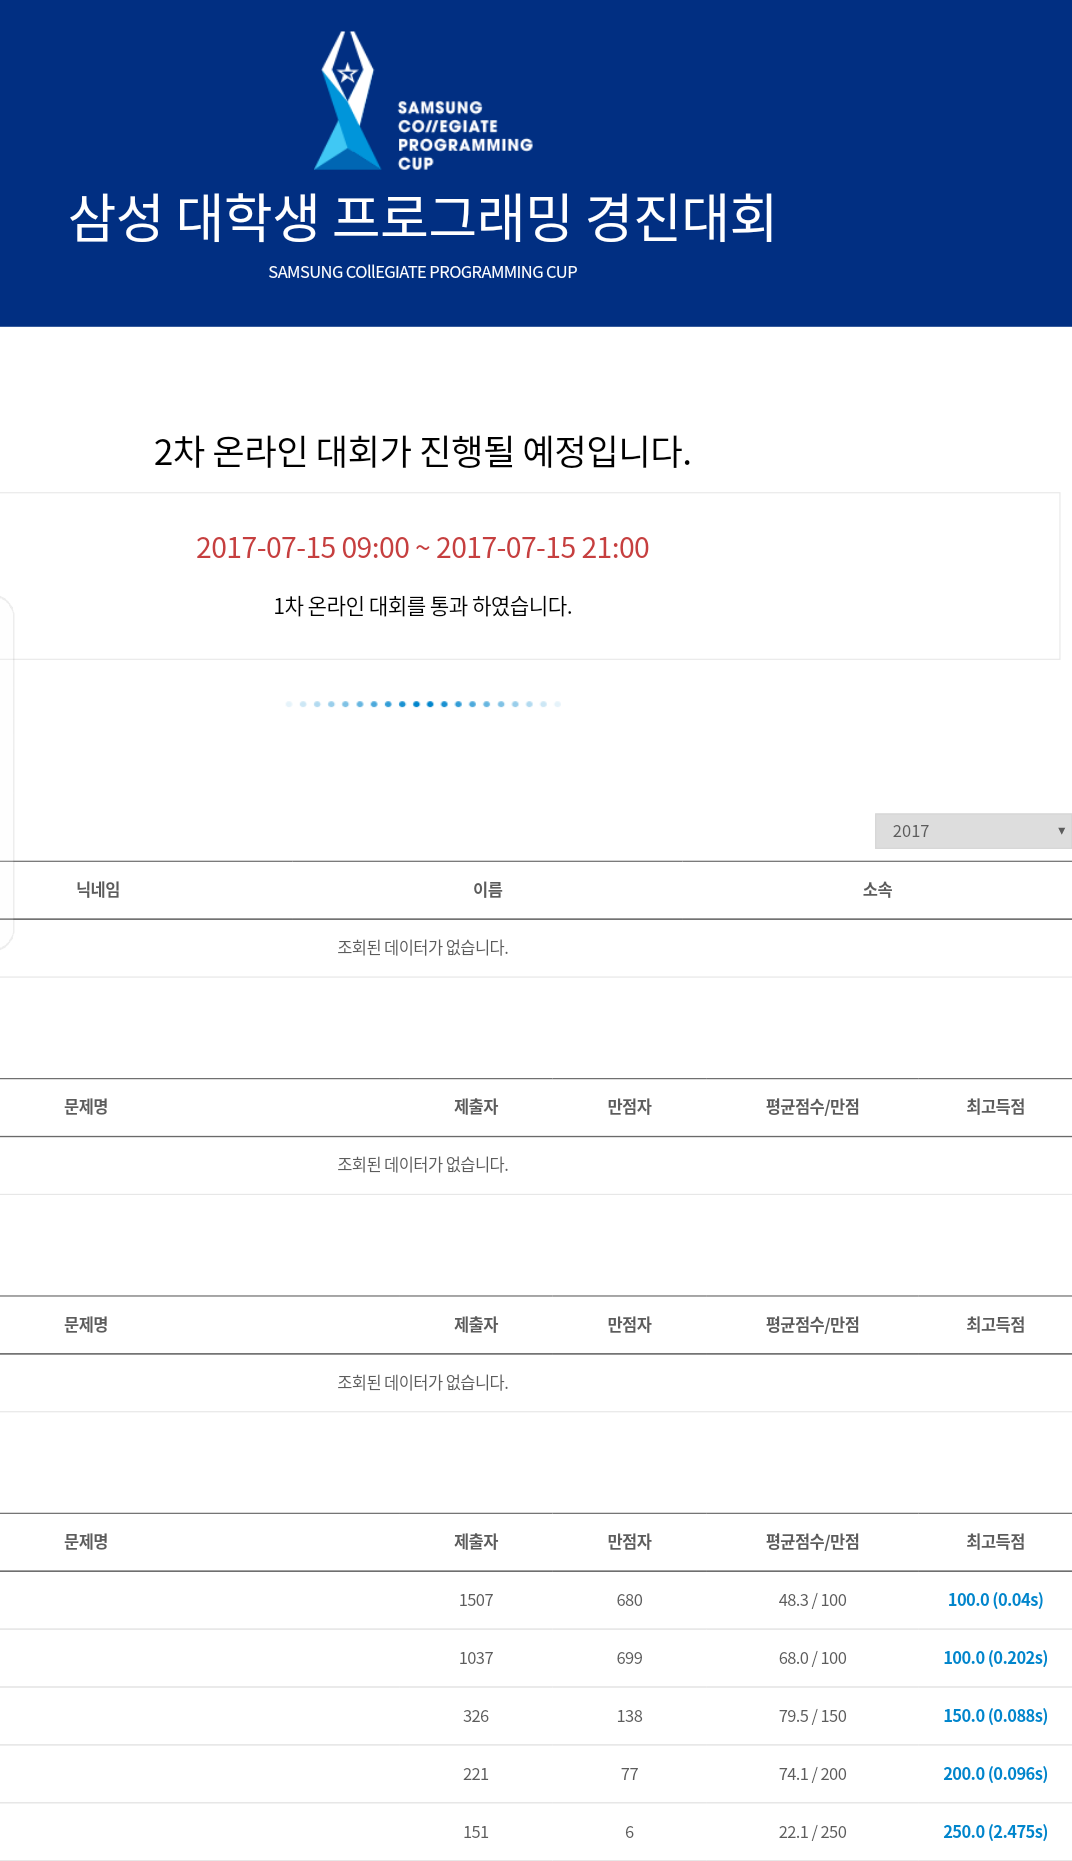 SAMSUNG
CO//EGIATE
PROGRAMMING
CUP
삼성 대학생 프로그래밍 경진대회
SAMSUNG COllEGIATE PROGRAMMING CUP
2차 온라인 대회가 진행될 예정입니다.
2017-07-15 09:00 ~ 2017-07-15 21:00
1차 온라인 대회를 통과 하였습니다.
2017 ▼
닉네임 이름 소속
조회된 데이터가 없습니다.
문제명 제출자 만점자 평균점수/만점 최고득점
조회된 데이터가 없습니다.
문제명 제출자 만점자 평균점수/만점 최고득점
조회된 데이터가 없습니다.
문제명 제출자 만점자 평균점수/만점 최고득점
1507 680 48.3 / 100 100.0 (0.04s)
1037 699 68.0 / 100 100.0 (0.202s)
326 138 79.5 / 150 150.0 (0.088s)
221 77 74.1 / 200 200.0 (0.096s)
151 6 22.1 / 250 250.0 (2.475s)